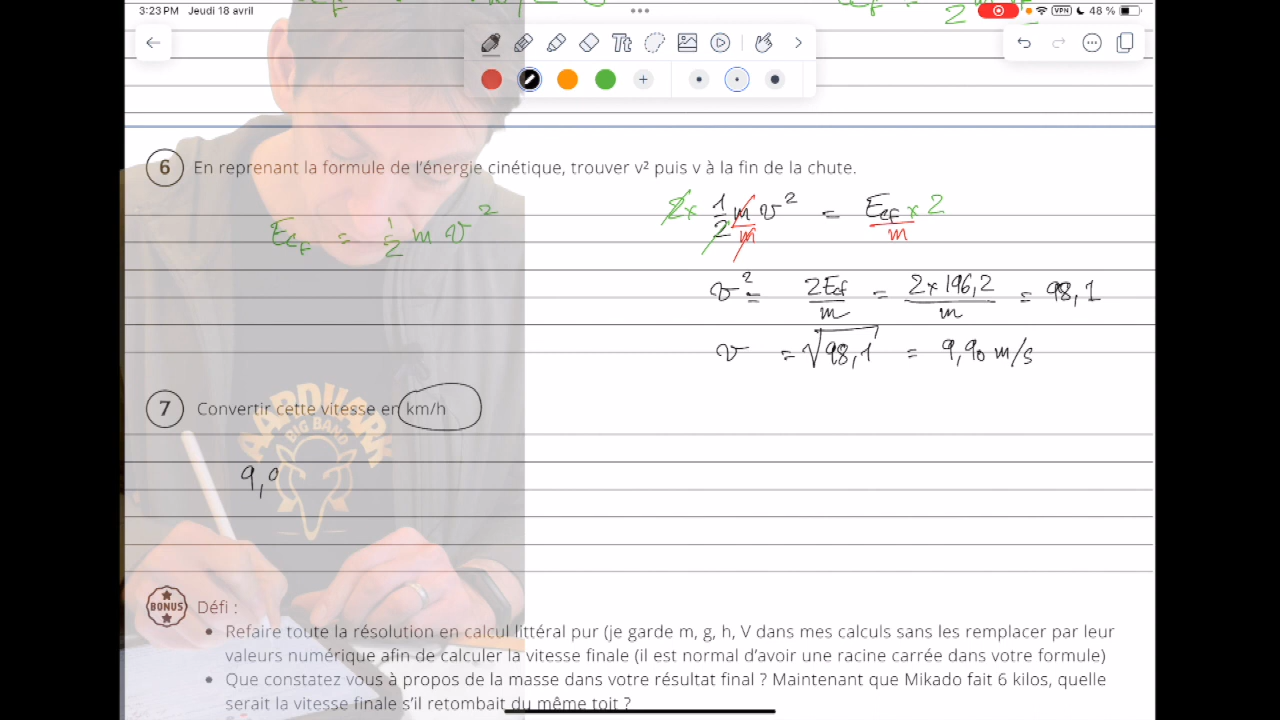 3:23 PM Jeudi 18 avril
VPN 48 %
Tt
6 En reprenant la formule de l'énergie cinétique, trouver v² puis v à la fin de la chute.
E_cF = 1/2 m v²
2x 1/2 m/m v² = E_cF x 2/m
v² = 2E_cF/m = 2x196,2/m = 98,1
v = √98,1 = 9,90 m/s
7 Convertir cette vitesse en km/h
AARDVARK
BIG BAND
9,9
BONUS Défi :
• Refaire toute la résolution en calcul littéral pur (je garde m, g, h, V dans mes calculs sans les remplacer par leur
valeurs numérique afin de calculer la vitesse finale (il est normal d'avoir une racine carrée dans votre formule)
• Que constatez vous à propos de la masse dans votre résultat final ? Maintenant que Mikado fait 6 kilos, quelle
serait la vitesse finale s'il retombait du même toit ?